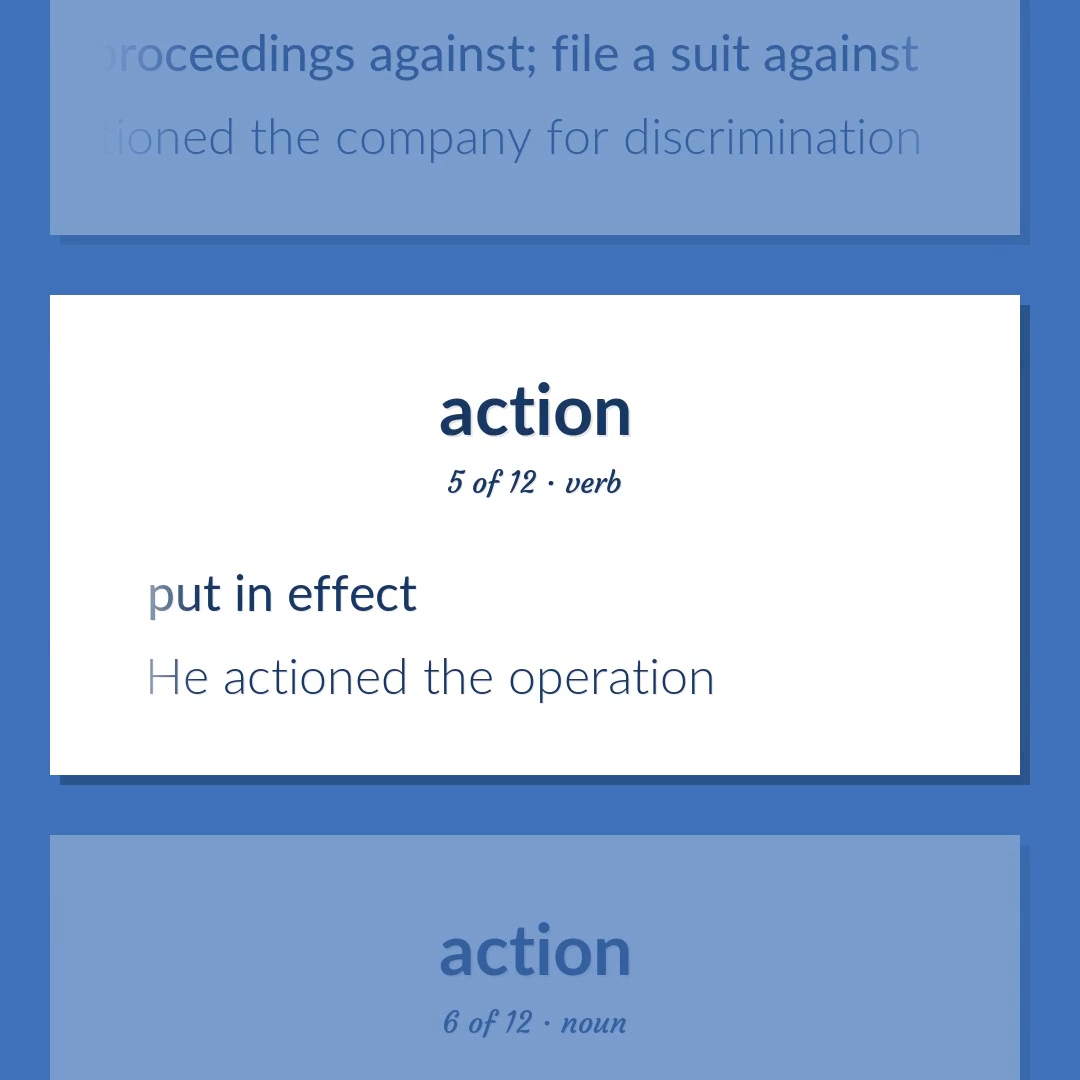 proceedings against; file a suit against
tioned the company for discrimination
action
5 of 12 · verb
put in effect
He actioned the operation
action
6 of 12 · noun